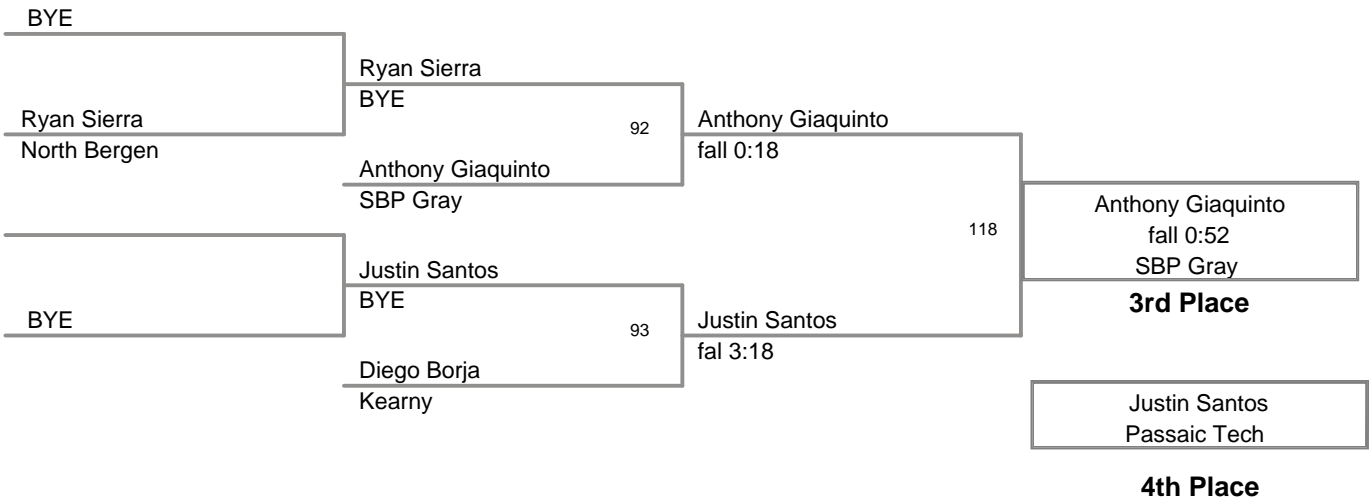 BYE
Ryan Sierra
BYE
Ryan Sierra
North Bergen
92
Anthony Giaquinto
fall 0:18
Anthony Giaquinto
SBP Gray
118
Anthony Giaquinto
fall 0:52
SBP Gray
3rd Place
Justin Santos
BYE
BYE
93
Justin Santos
fal 3:18
Diego Borja
Kearny
Justin Santos
Passaic Tech
4th Place